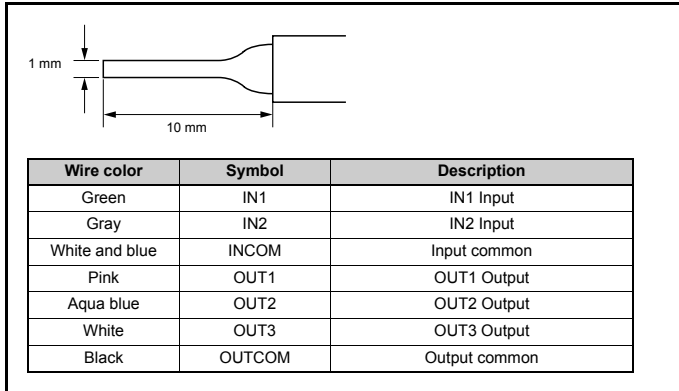 1 mm
10 mm
Wire color Symbol Description
Green IN1 IN1 Input
Gray IN2 IN2 Input
White and blue INCOM Input common
Pink OUT1 OUT1 Output
Aqua blue OUT2 OUT2 Output
White OUT3 OUT3 Output
Black OUTCOM Output common